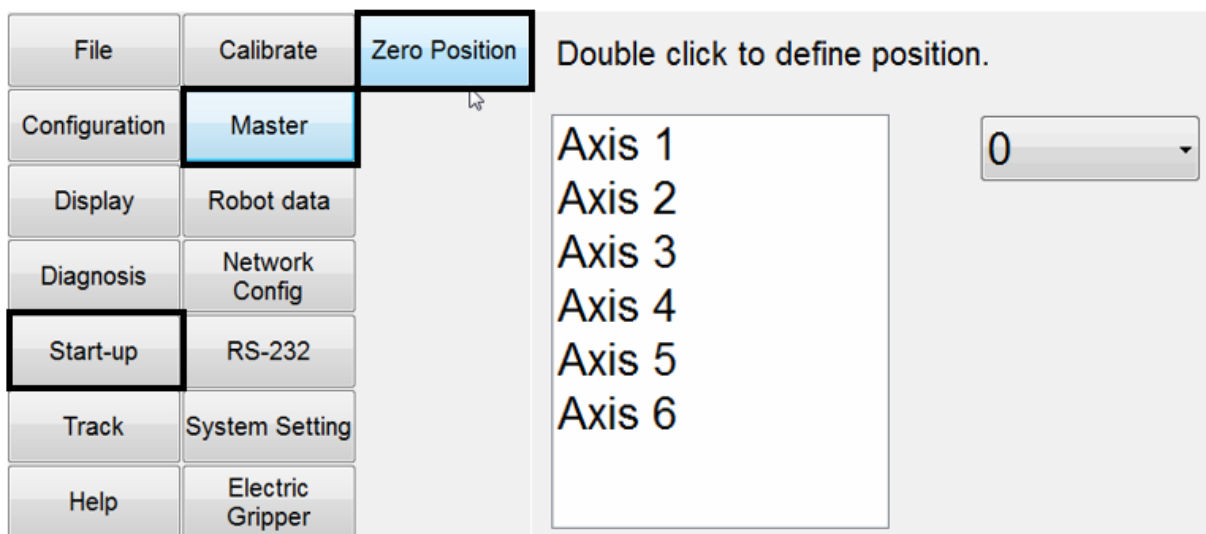 File
Calibrate
Zero Position
Configuration
Master
Display
Robot data
Diagnosis
Network
Config
Start-up
RS-232
Track
System Setting
Help
Electric
Gripper
Double click to define position.
Axis 1
Axis 2
Axis 3
Axis 4
Axis 5
Axis 6
0